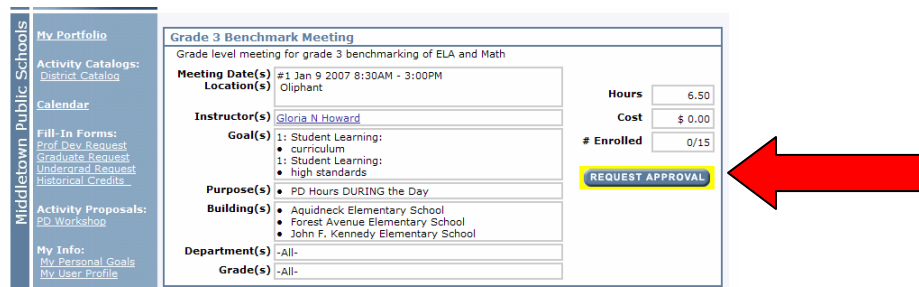 Middletown Public Schools
My Portfolio
Activity Catalogs:
District Catalog
Calendar
Fill-In Forms:
Prof Dev Request
Graduate Request
Undergrad Request
Historical Credits
Activity Proposals:
PD Workshop
My Info:
My Personal Goals
My User Profile
Grade 3 Benchmark Meeting
Grade level meeting for grade 3 benchmarking of ELA and Math
Meeting Date(s) #1 Jan 9 2007 8:30AM - 3:00PM
Location(s) Oliphant
Instructor(s) Gloria N Howard
Goal(s) 1: Student Learning:
• curriculum
1: Student Learning:
• high standards
Purpose(s) • PD Hours DURING the Day
Building(s) • Aquidneck Elementary School
• Forest Avenue Elementary School
• John F. Kennedy Elementary School
Department(s) -All-
Grade(s) -All-
Hours 6.50
Cost $ 0.00
# Enrolled 0/15
REQUEST APPROVAL